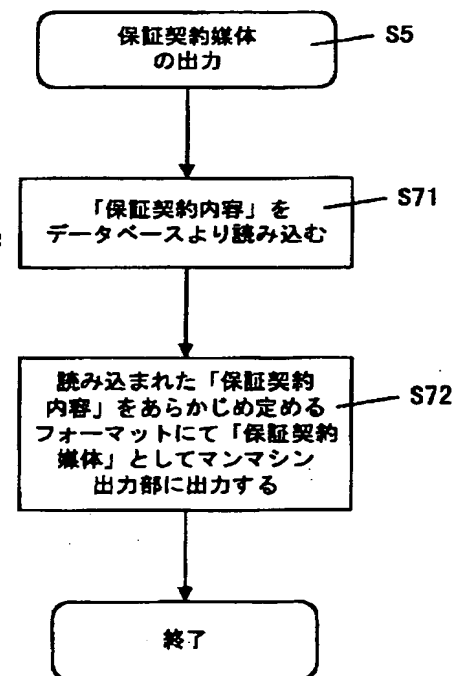 保証契約媒体
の出力
S5
「保証契約内容」を
データベースより読み込む
S71
読み込まれた「保証契約
内容」をあらかじめ定める
フォーマットにて「保証契約
媒体」としてマンマシン
出力部に出力する
S72
終了